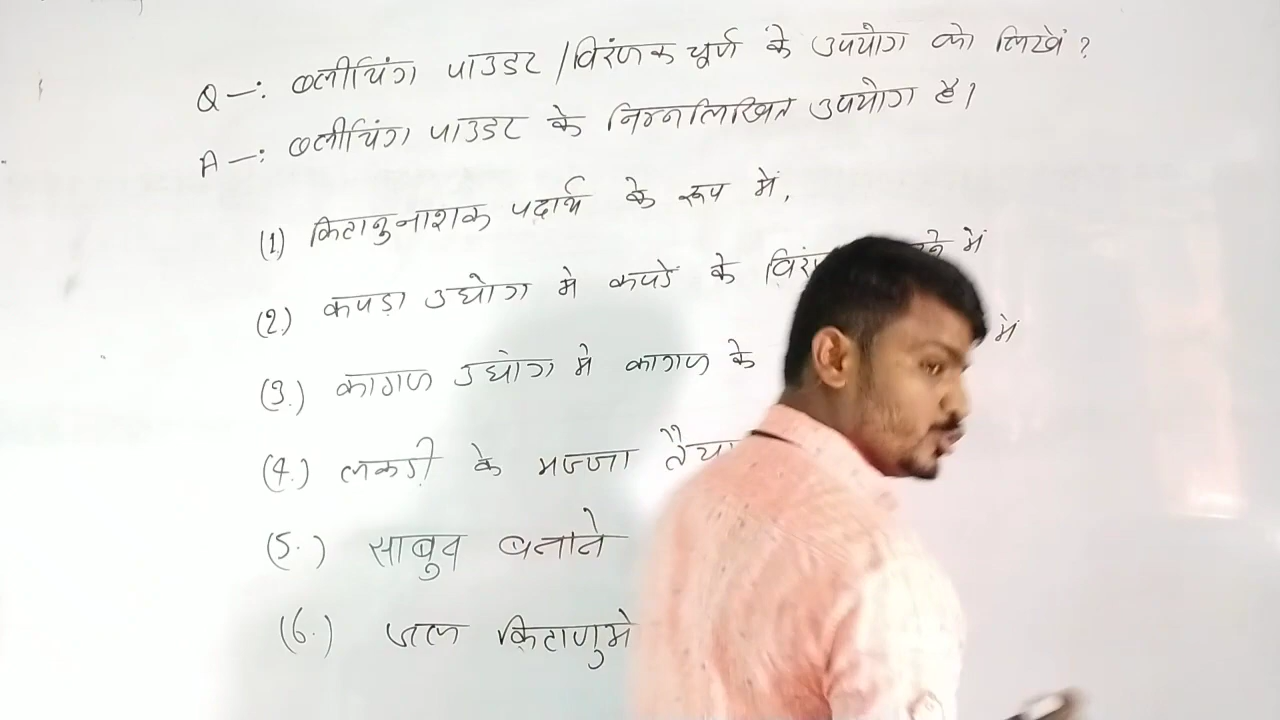 Q -: ब्लीचिंग पाउडर / विरंजक चूर्ण के उपयोग को लिखें ?
A -: ब्लीचिंग पाउडर के निम्नलिखित उपयोग है।
(1) किटानुनाशक पदार्थ के रूप में,
(2.) कपड़ा उद्योग मे कपड़े के में
(3.) कागज उद्योग मे कागज के में
(4.) लकड़ी के मज्जा
(5.) साबुन बनाने
(6.) जल